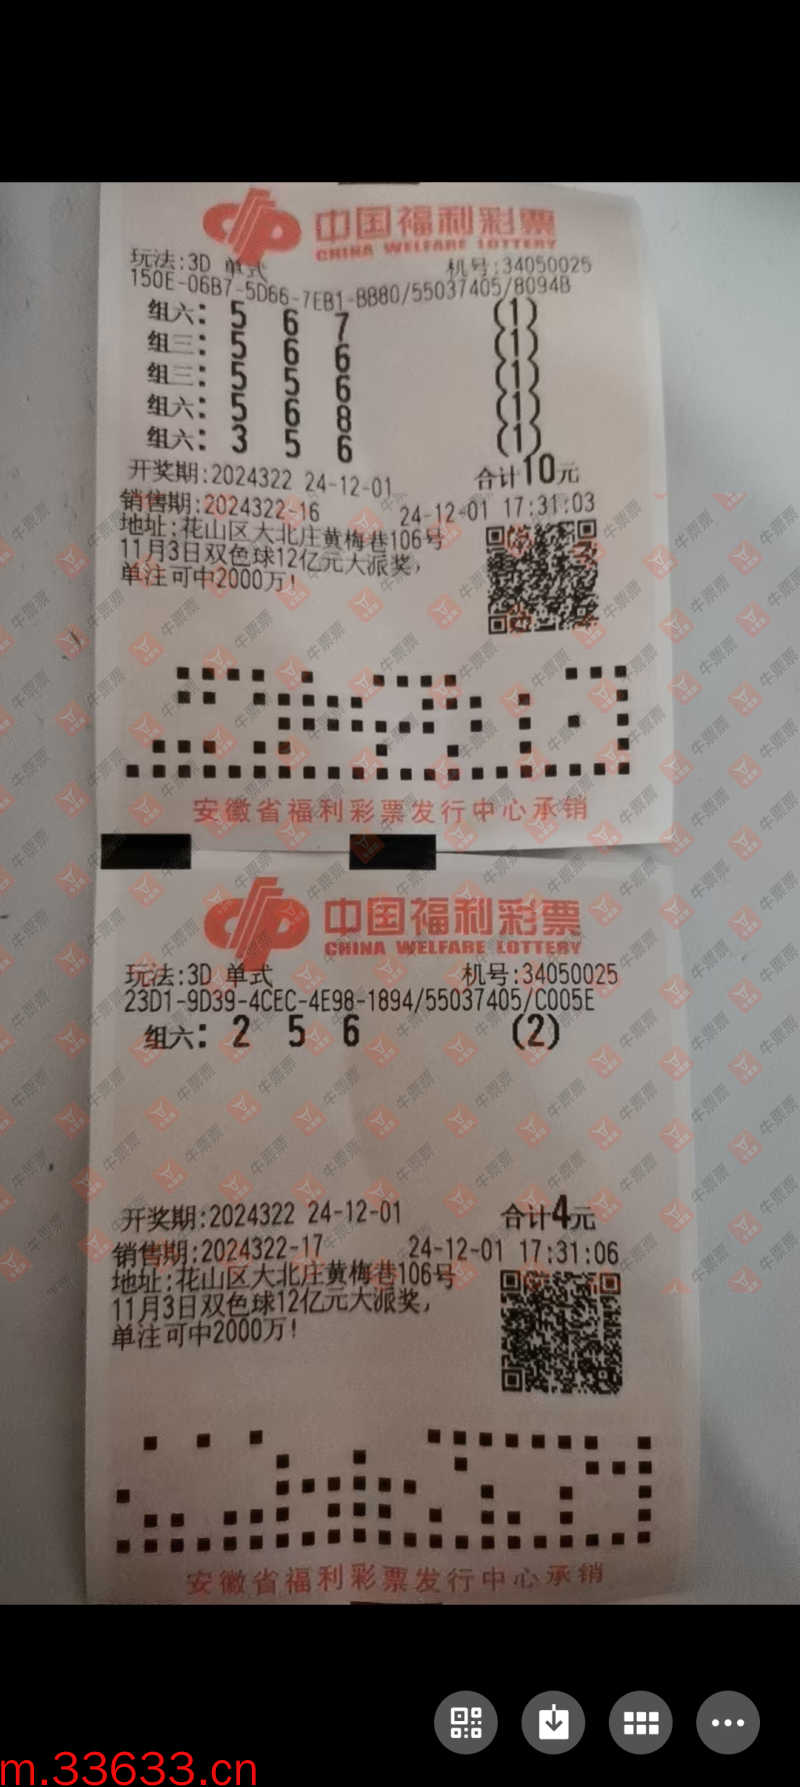 中国福利彩票
CHINA WELFARE LOTTERY
玩法:3D 单式 机号:34050025
150E-06B7-5D66-7EB1-BB80/55037405/8094B
组六: 5 6 7 (1)
组三: 5 6 6 (1)
组三: 5 5 6 (1)
组六: 5 6 8 (1)
组六: 3 5 6 (1)
开奖期:2024322 24-12-01 合计10元
销售期:2024322-16 24-12-01 17:31:03
地址:花山区大北庄黄梅巷106号
11月3日双色球12亿元大派奖,
单注可中2000万!
安徽省福利彩票发行中心承销
中国福利彩票
CHINA WELFARE LOTTERY
玩法:3D 单式 机号:34050025
23D1-9D39-4CEC-4E98-1894/55037405/C005E
组六: 2 5 6 (2)
开奖期:2024322 24-12-01 合计4元
销售期:2024322-17 24-12-01 17:31:06
地址:花山区大北庄黄梅巷106号
11月3日双色球12亿元大派奖,
单注可中2000万!
安徽省福利彩票发行中心承销
牛票票
m.33633.cn